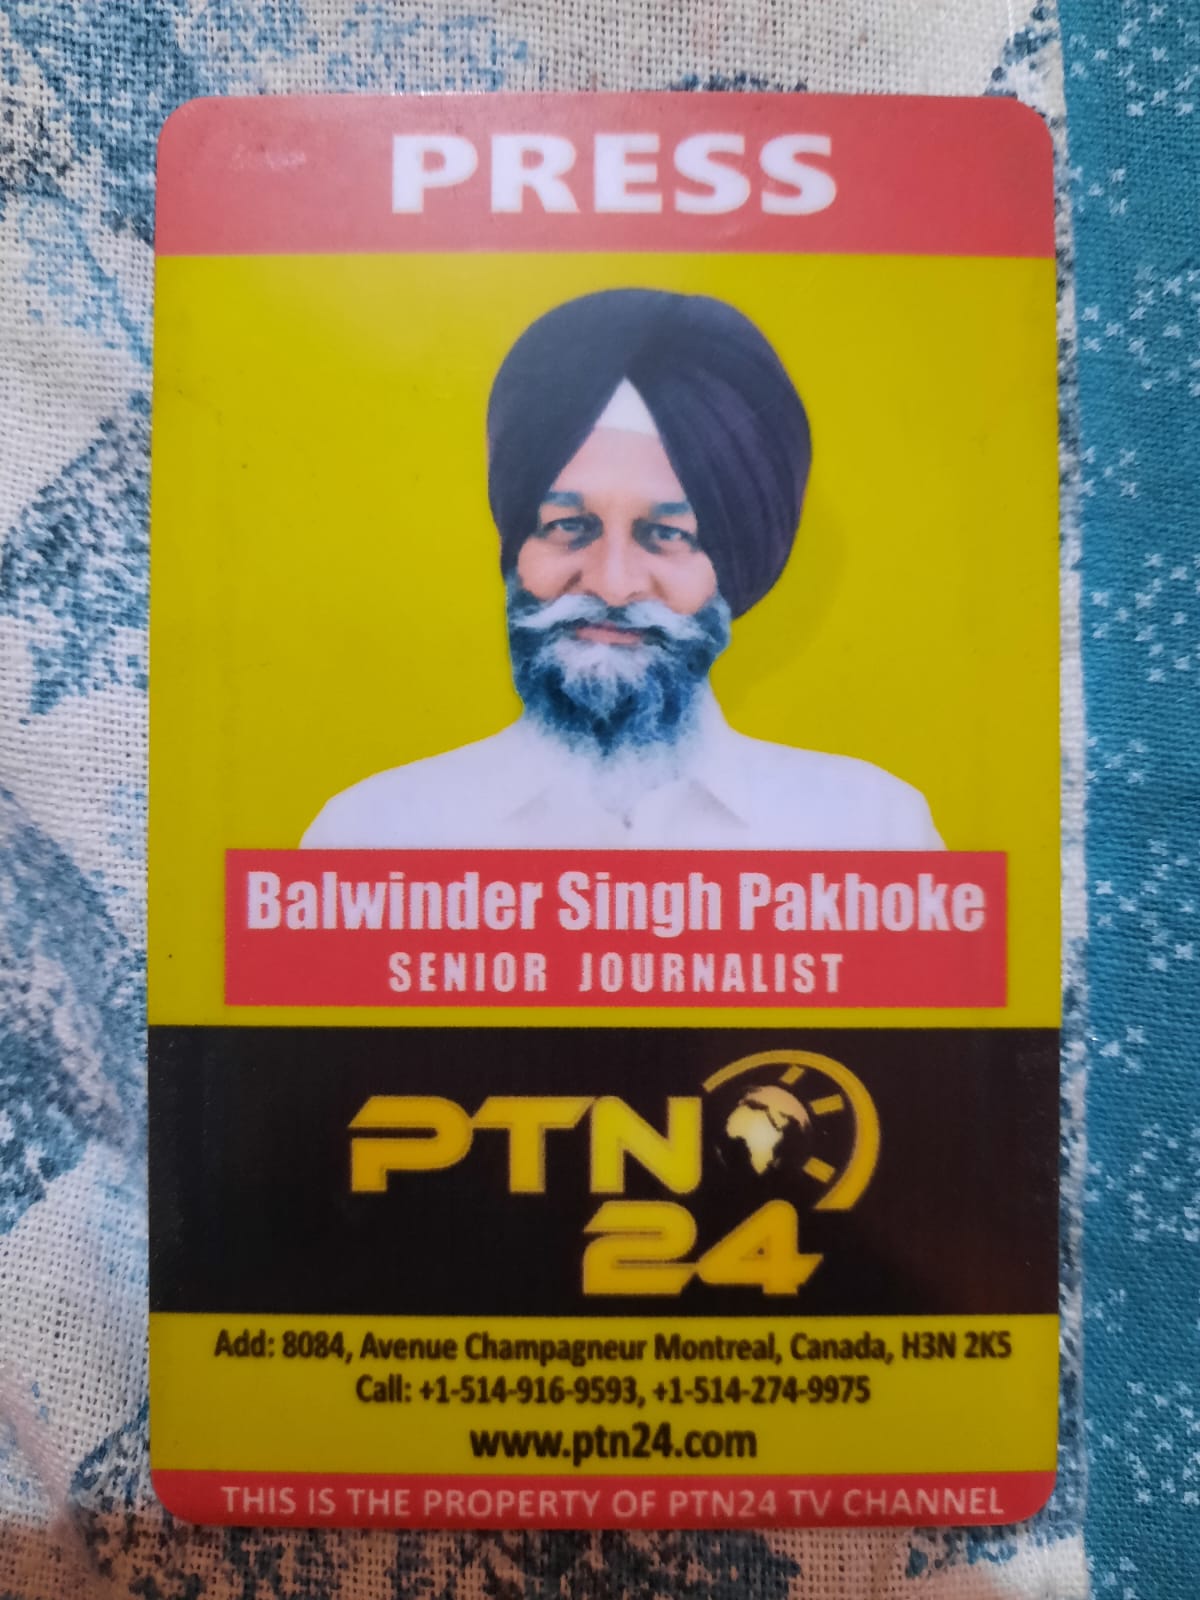 PRESS
Balwinder Singh Pakhoke
SENIOR JOURNALIST
PTN
24
Add: 8084, Avenue Champagneur Montreal, Canada, H3N 2K5
Call: +1-514-916-9593, +1-514-274-9975
www.ptn24.com
THIS IS THE PROPERTY OF PTN24 TV CHANNEL